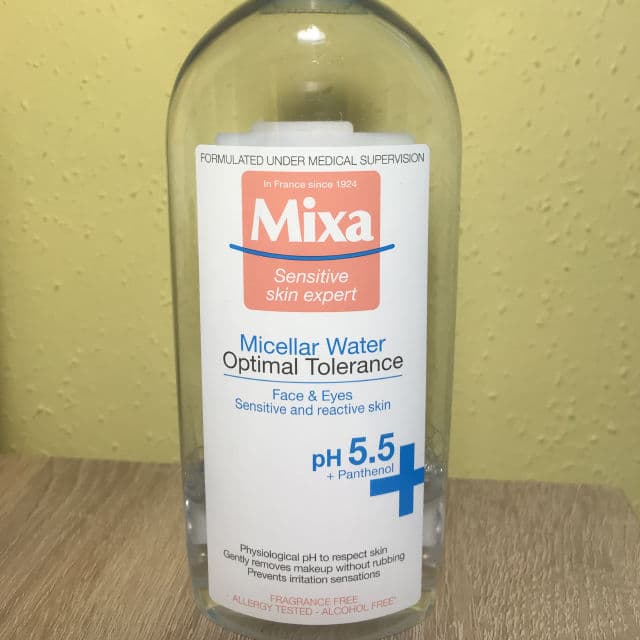 FORMULATED UNDER MEDICAL SUPERVISION
In France since 1924
Mixa
Sensitive
skin expert
Micellar Water
Optimal Tolerance
Face & Eyes
Sensitive and reactive skin
pH 5.5
+ Panthenol
Physiological pH to respect skin
Gently removes makeup without rubbing
Prevents irritation sensations
FRAGRANCE FREE
ALLERGY TESTED - ALCOHOL FREE*